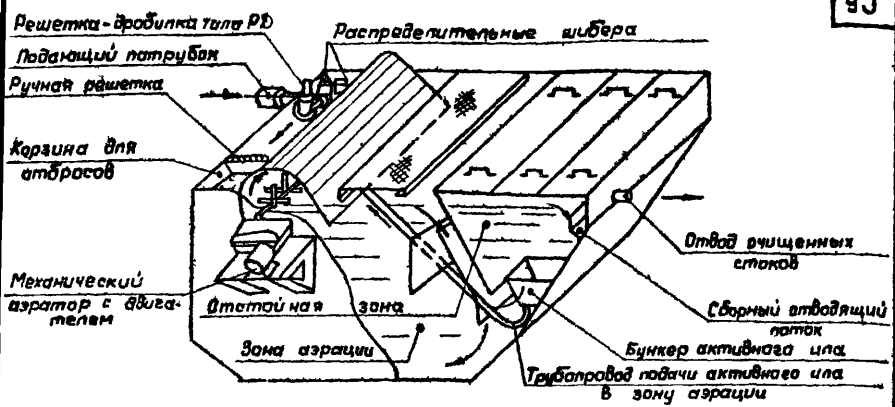 95
Решетка-дробилка типа РД
Распределительные шибера
Подающий патрубок
Ручная решетка
Корзина для
отбросов
Механический
аэратор с двига-
телем
Отстойная зона
Зона аэрации
Отвод очищенных
стоков
Сборный отводящий
лоток
Бункер активного ила
Трубопровод подачи активного ила
в зону аэрации